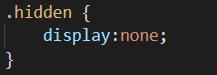 .hidden {
    display:none;
}